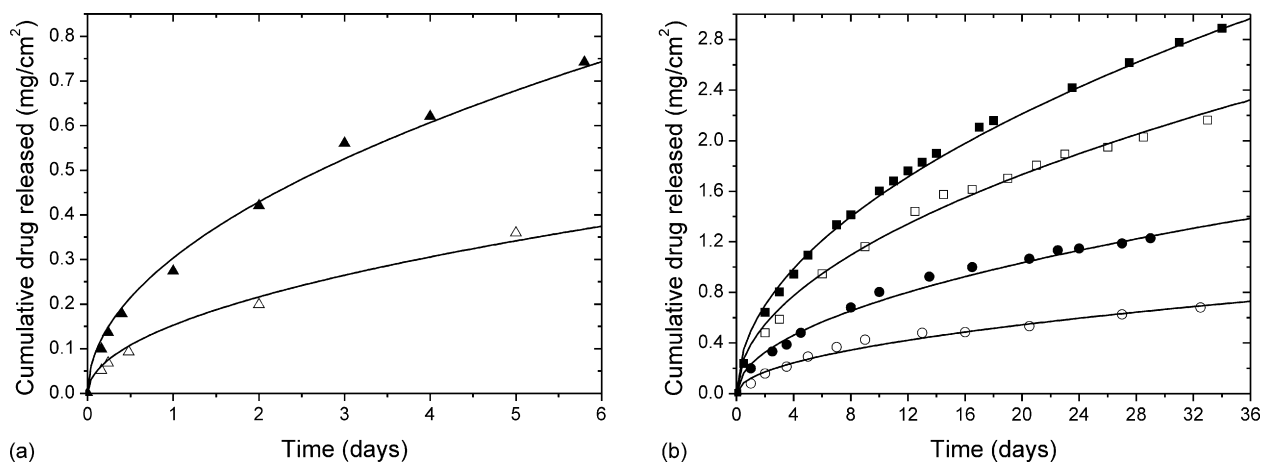 Cumulative drug released (mg/cm²)
0.8
0.7
0.6
0.5
0.4
0.3
0.2
0.1
0.0
0 1 2 3 4 5 6
Time (days)
(a)
Cumulative drug released (mg/cm²)
2.8
2.4
2.0
1.6
1.2
0.8
0.4
0.0
0 4 8 12 16 20 24 28 32 36
Time (days)
(b)